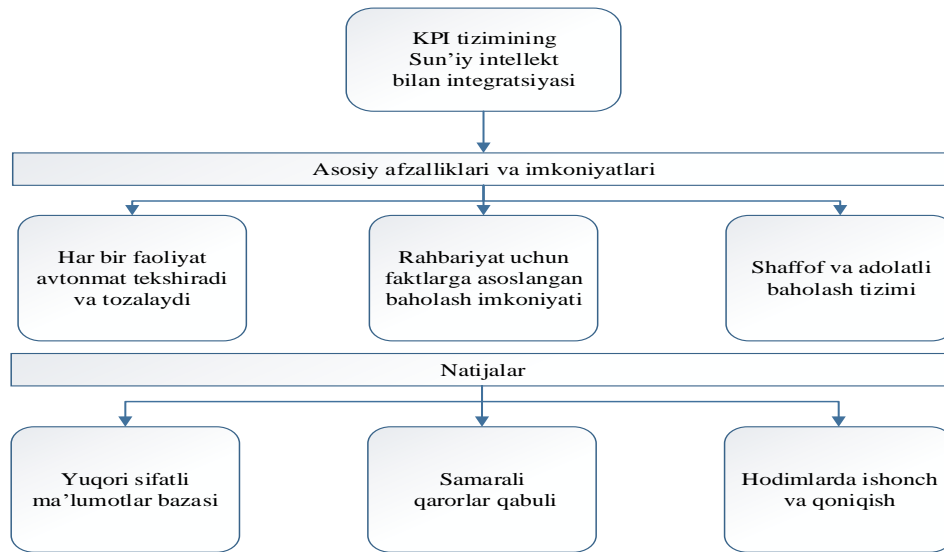 KPI tizimining
Sun’iy intellekt
bilan integratsiyasi
Asosiy afzalliklari va imkoniyatlari
Har bir faoliyat
avtonmat tekshiradi
va tozalaydi
Rahbariyat uchun
faktlarga asoslangan
baholash imkoniyati
Shaffof va adolatli
baholash tizimi
Natijalar
Yuqori sifatli
ma’lumotlar bazasi
Samarali
qarorlar qabuli
Hodimlarda ishonch
va qoniqish